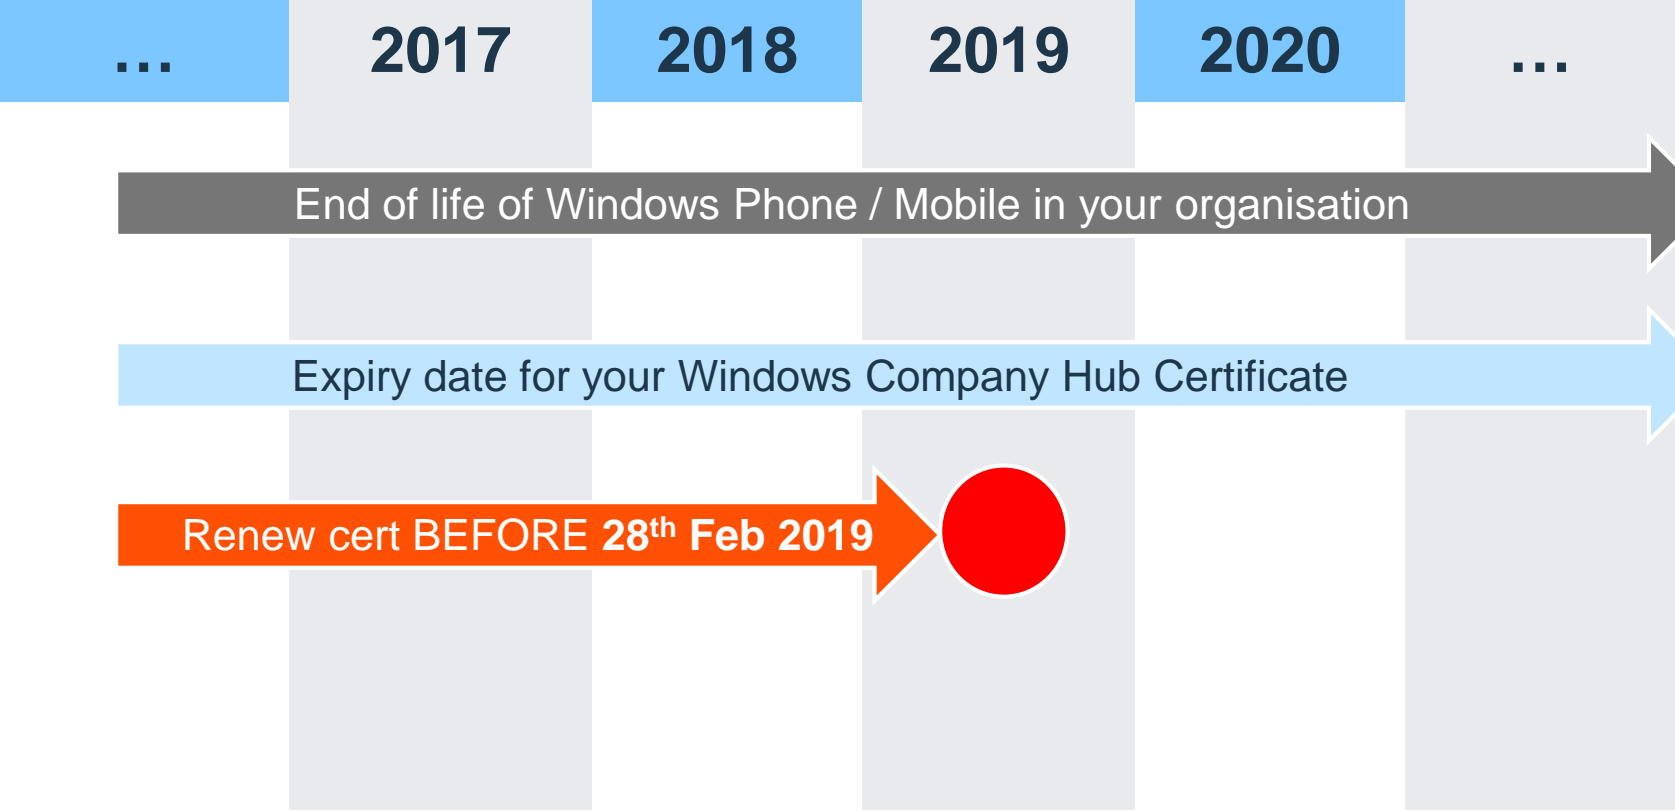 … 2017 2018 2019 2020 …
End of life of Windows Phone / Mobile in your organisation
Expiry date for your Windows Company Hub Certificate
Renew cert BEFORE 28th Feb 2019